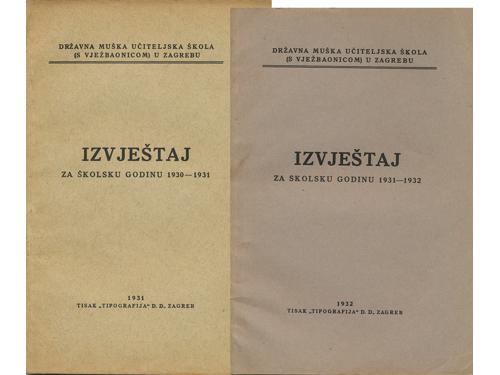 DRŽAVNA MUŠKA UČITELJSKA ŠKOLA
(S VJEŽBAONICOM) U ZAGREBU
IZVJEŠTAJ
ZA ŠKOLSKU GODINU 1930—1931
1931
TISAK „TIPOGRAFIJA" D. D. ZAGREB
DRŽAVNA MUŠKA UČITELJSKA ŠKOLA
(S VJEŽBAONICOM) U ZAGREBU
IZVJEŠTAJ
ZA ŠKOLSKU GODINU 1931—1932
1932
TISAK „TIPOGRAFIJA" D. D., ZAGREB